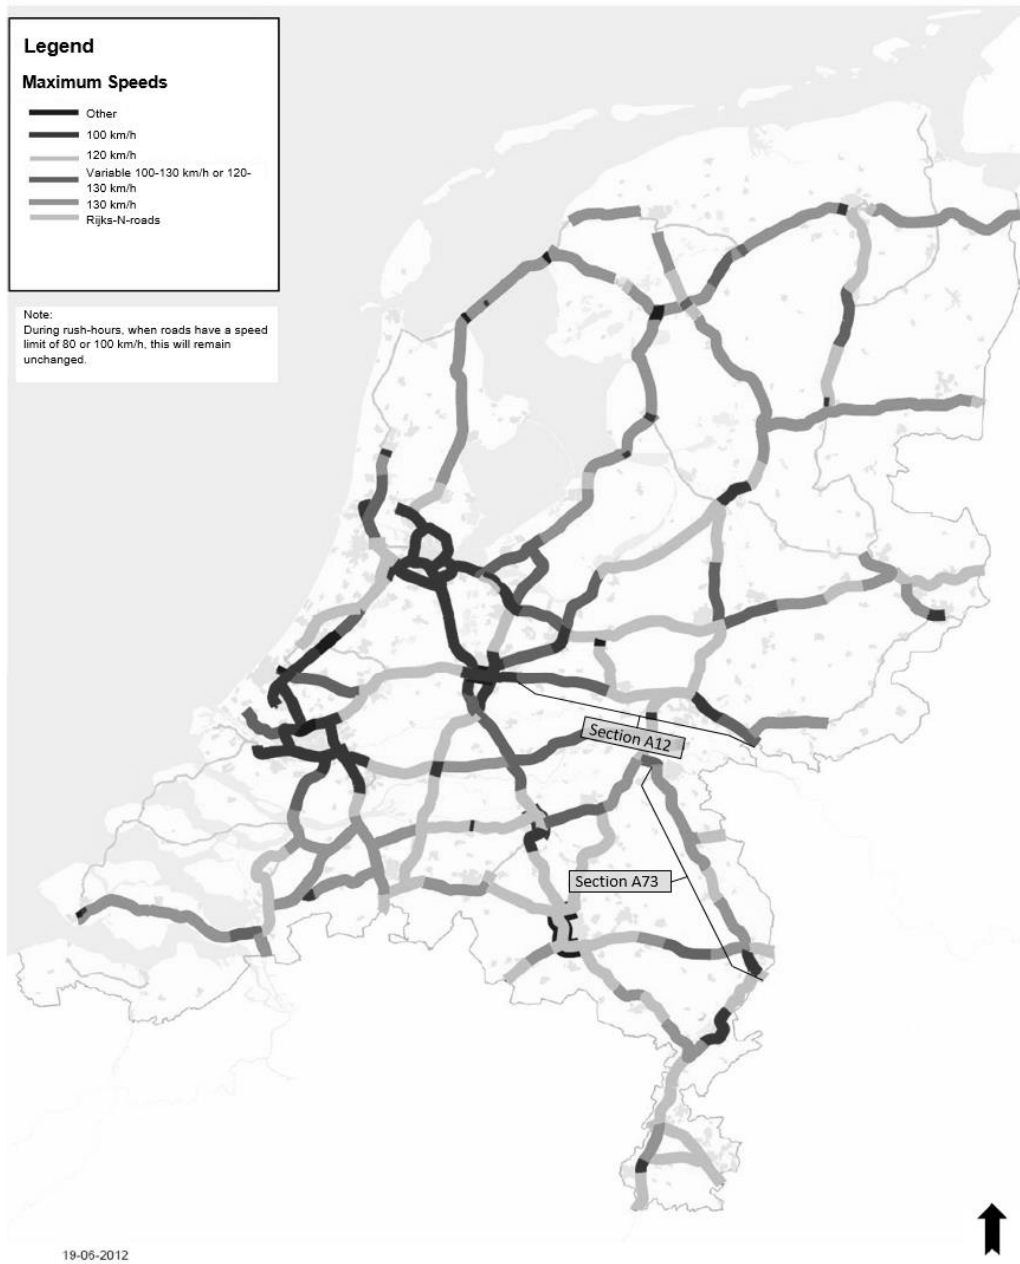 Legend
Maximum Speeds
Other
100 km/h
120 km/h
Variable 100-130 km/h or 120-
130 km/h
130 km/h
Rijks-N-roads
Note:
During rush-hours, when roads have a speed
limit of 80 or 100 km/h, this will remain
unchanged.
Section A12
Section A73
19-06-2012